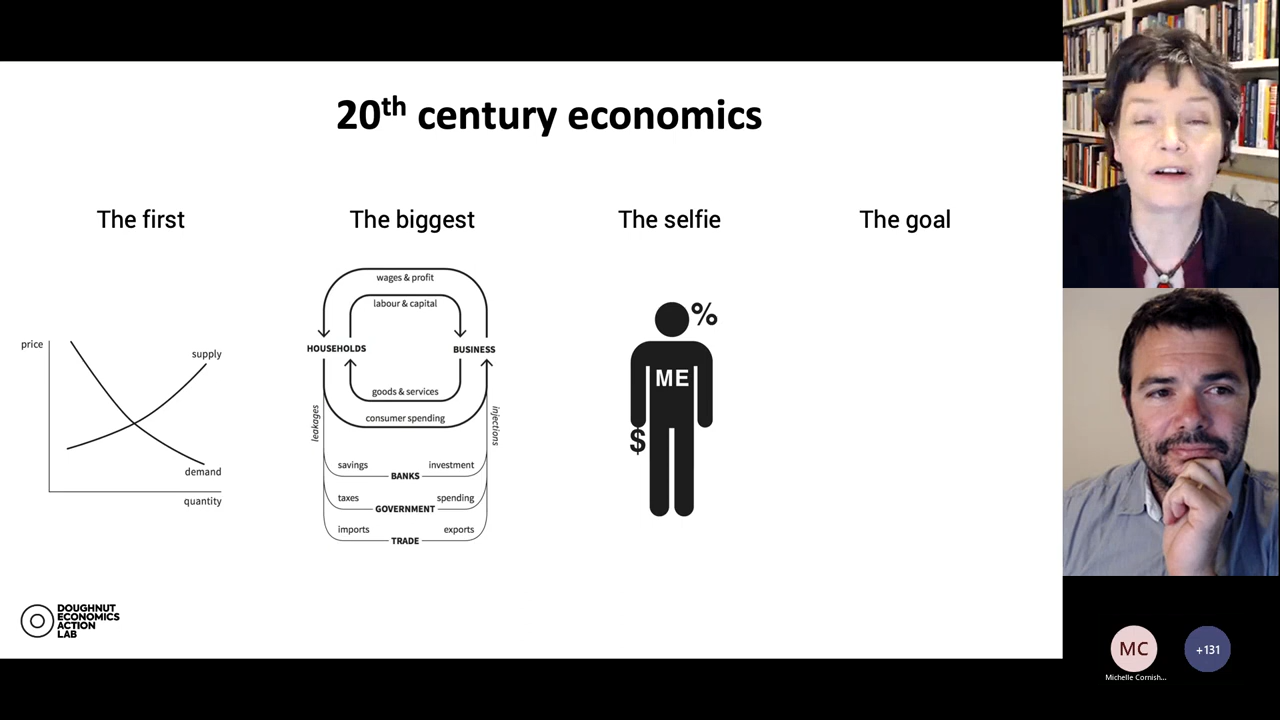 20th century economics
The first
The biggest
The selfie
The goal
price
supply
demand
quantity
wages & profit
labour & capital
HOUSEHOLDS
BUSINESS
goods & services
consumer spending
leakages
injections
savings
investment
BANKS
taxes
spending
GOVERNMENT
imports
exports
TRADE
%
ME
$
DOUGHNUT
ECONOMICS
ACTION
LAB
MC
+131
Michelle Cornish...